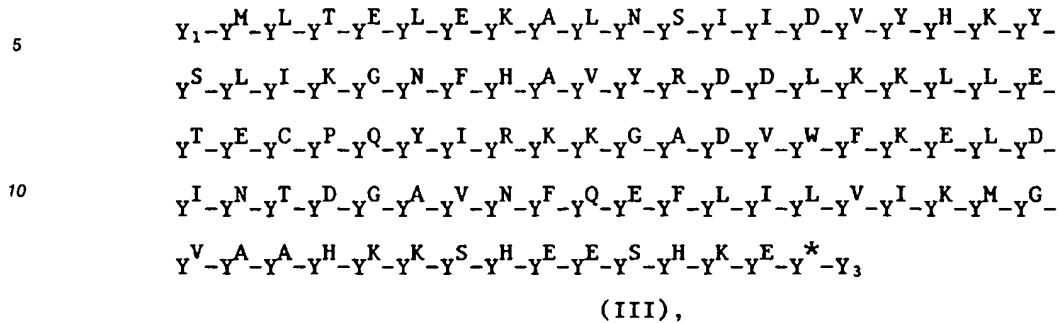 Y₁-YM-YL-YT-YE-YL-YE-YK-YA-YL-YN-YS-YI-YI-YD-YV-YY-YH-YK-YY-
5
YS-YL-YI-YK-YG-YN-YF-YH-YA-YV-YY-YR-YD-YD-YL-YK-YK-YL-YL-YE-
YT-YE-YC-YP-YQ-YY-YI-YR-YK-YK-YG-YA-YD-YV-YW-YF-YK-YE-YL-YD-
10 YI-YN-YT-YD-YG-YA-YV-YN-YF-YQ-YE-YF-YL-YI-YL-YV-YI-YK-YM-YG-
YV-YA-YA-YH-YK-YK-YS-YH-YE-YE-YS-YH-YK-YE-Y*-Y₃
(III),